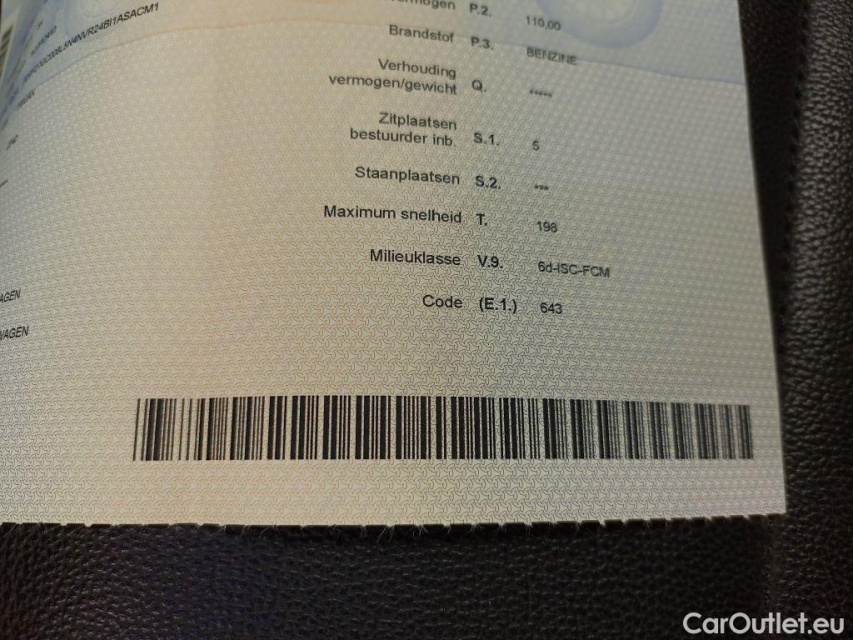 P.2. 110,00
Brandstof P.3. BENZINE
Verhouding
vermogen/gewicht Q. *****
Zitplaatsen
bestuurder inb. S.1. 5
Staanplaatsen S.2. ***
Maximum snelheid T. 198
Milieuklasse V.9. 6d-ISC-FCM
Code (E.1.) 643
CarOutlet.eu